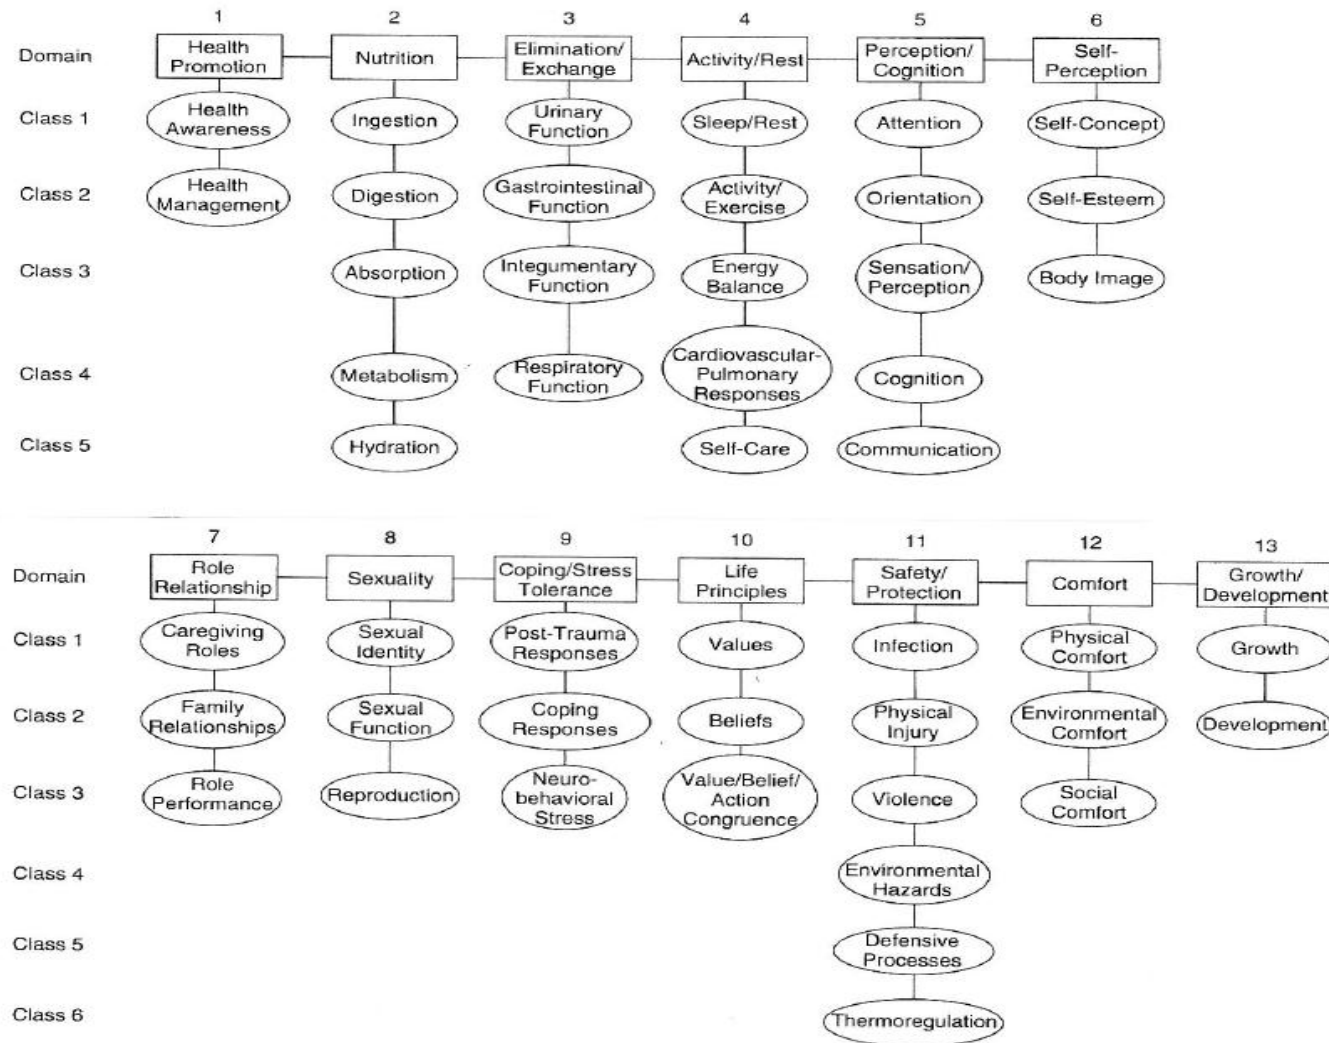 1 2 3 4 5 6
Domain
Health
Promotion
Nutrition
Elimination/
Exchange
Activity/Rest
Perception/
Cognition
Self-
Perception
Class 1
Health
Awareness
Ingestion
Urinary
Function
Sleep/Rest
Attention
Self-Concept
Class 2
Health
Management
Digestion
Gastrointestinal
Function
Activity/
Exercise
Orientation
Self-Esteem
Class 3
Absorption
Integumentary
Function
Energy
Balance
Sensation/
Perception
Body Image
Class 4
Metabolism
Respiratory
Function
Cardiovascular-
Pulmonary
Responses
Cognition
Class 5
Hydration
Self-Care
Communication
7 8 9 10 11 12 13
Domain
Role
Relationship
Sexuality
Coping/Stress
Tolerance
Life
Principles
Safety/
Protection
Comfort
Growth/
Development
Class 1
Caregiving
Roles
Sexual
Identity
Post-Trauma
Responses
Values
Infection
Physical
Comfort
Growth
Class 2
Family
Relationships
Sexual
Function
Coping
Responses
Beliefs
Physical
Injury
Environmental
Comfort
Development
Class 3
Role
Performance
Reproduction
Neuro-
behavioral
Stress
Value/Belief/
Action
Congruence
Violence
Social
Comfort
Class 4
Environmental
Hazards
Class 5
Defensive
Processes
Class 6
Thermoregulation